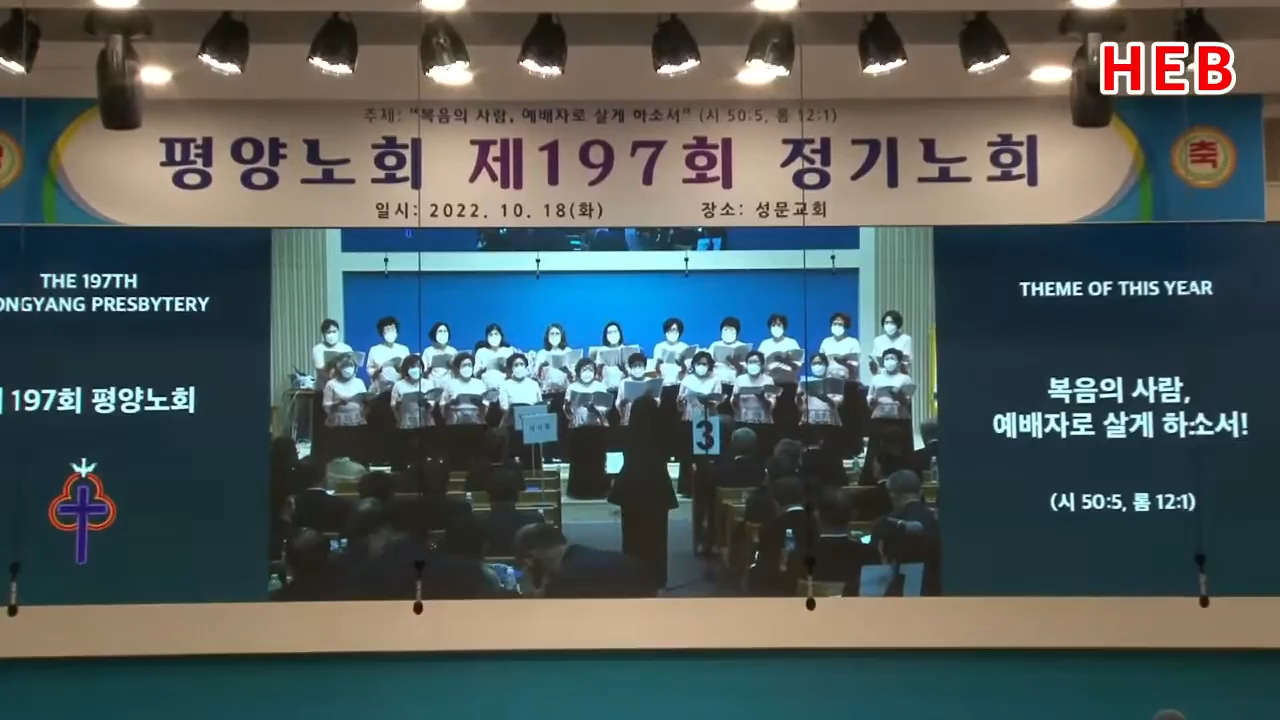 HEB
주제: "복음의 사람, 예배자로 살게 하소서" (시 50:5, 롬 12:1)
평양노회 제197회 정기노회
축
일시: 2022. 10. 18(화) 장소: 성문교회
THE 197TH
ONGYANG PRESBYTERY
197회 평양노회
3
THEME OF THIS YEAR
복음의 사람,
예배자로 살게 하소서!
(시 50:5, 롬 12:1)